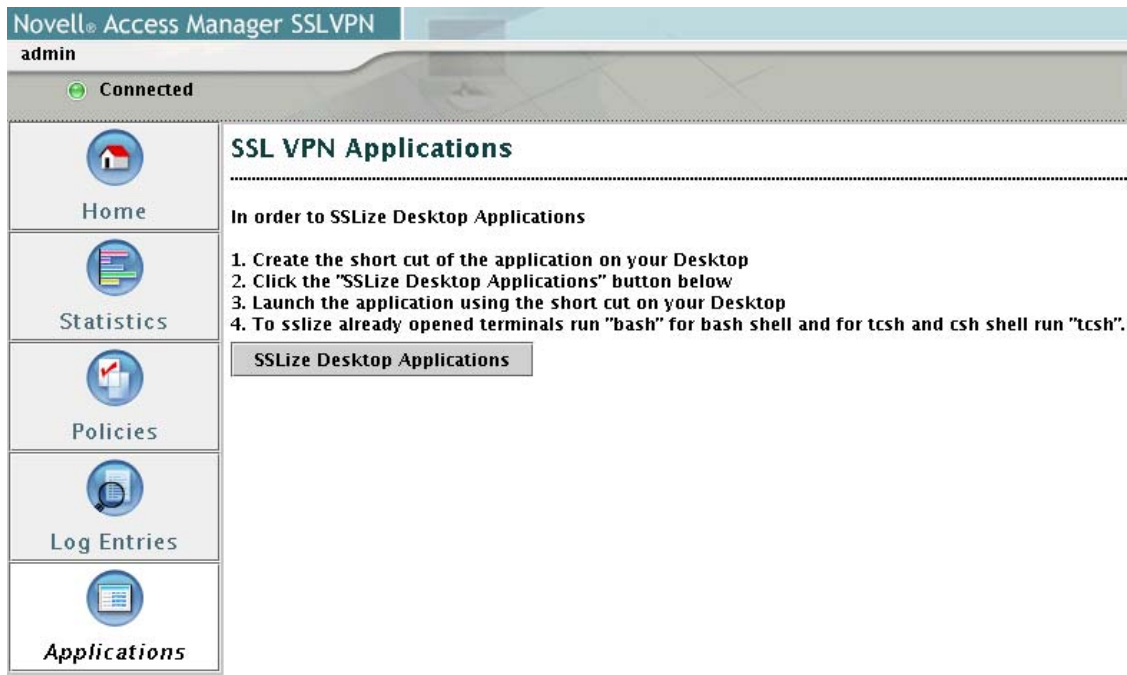 Novell® Access Manager SSLVPN
admin
Connected
Home
Statistics
Policies
Log Entries
Applications
SSL VPN Applications
In order to SSLize Desktop Applications
1. Create the short cut of the application on your Desktop
2. Click the "SSLize Desktop Applications" button below
3. Launch the application using the short cut on your Desktop
4. To sslize already opened terminals run "bash" for bash shell and for tcsh and csh shell run "tcsh".
SSLize Desktop Applications